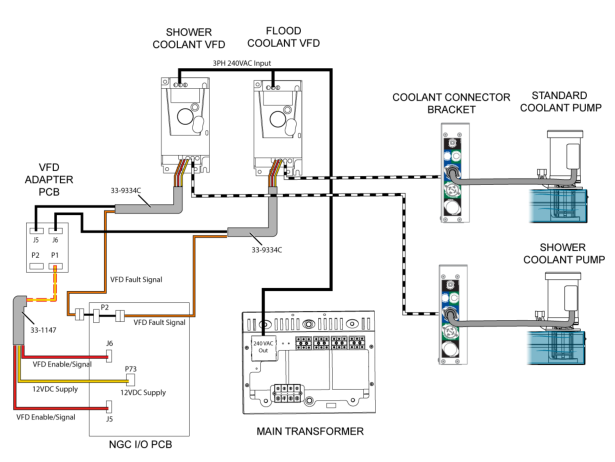 SHOWER
COOLANT VFD
FLOOD
COOLANT VFD
3PH 240VAC Input
COOLANT CONNECTOR
BRACKET
STANDARD
COOLANT PUMP
VFD
ADAPTER
PCB
33-9334C
J5 J6
P2 P1
33-9334C
VFD Fault Signal
SHOWER
COOLANT PUMP
P2
VFD Fault Signal
33-1147
240 VAC
Out
J6
VFD Enable/Signal
P73
12VDC Supply
12VDC Supply
VFD Enable/Signal
J5
MAIN TRANSFORMER
NGC I/O PCB